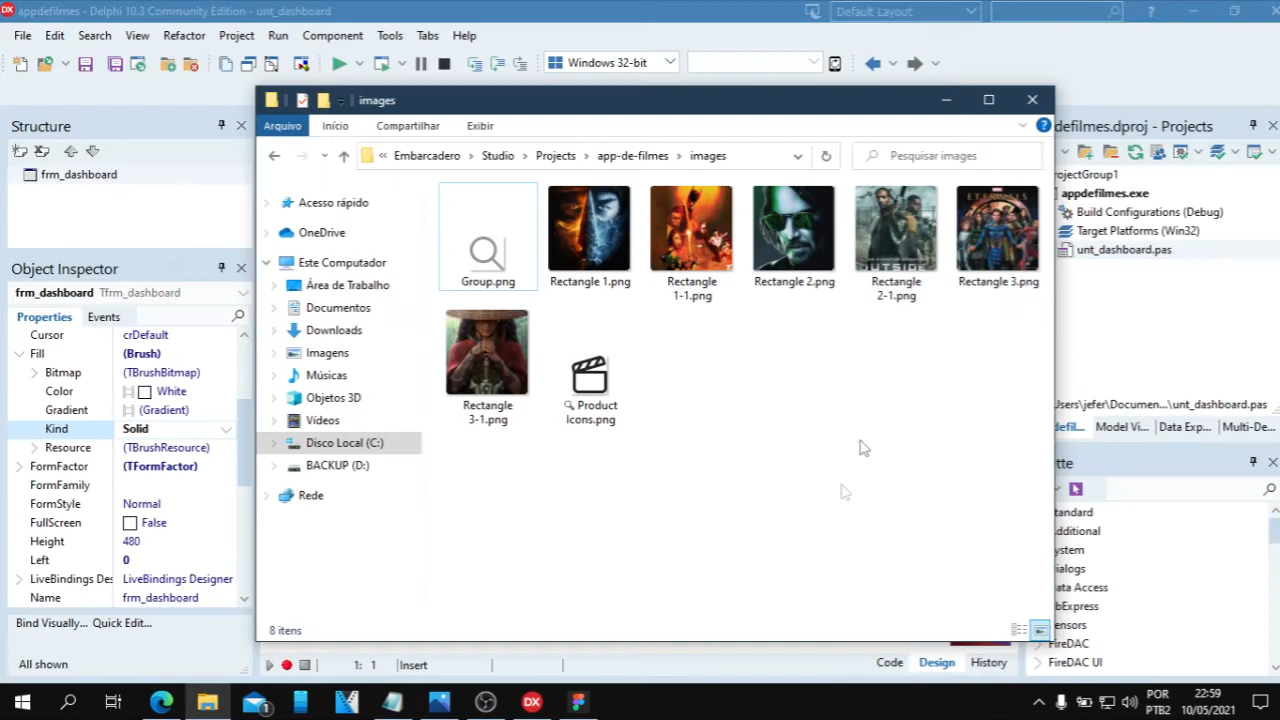 appdefilmes - Delphi 10.3 Community Edition - unt_dashboard
Default Layout
File Edit Search View Refactor Project Run Component Tools Tabs Help
Windows 32-bit
images
Structure
defilmes.dproj - Projects
Arquivo Início Compartilhar Exibir
Embarcadero Studio Projects app-de-filmes images
Pesquisar images
frm_dashboard
ojectGroup1
appdefilmes.exe
Build Configurations (Debug)
Target Platforms (Win32)
unt_dashboard.pas
Acesso rápido
OneDrive
Este Computador
Área de Trabalho
Documentos
Downloads
Imagens
Músicas
Objetos 3D
Vídeos
Disco Local (C:)
BACKUP (D:)
Rede
ETERNALS
OUTSIDE
Group.png
Rectangle 1.png
Rectangle
1-1.png
Rectangle 2.png
Rectangle
2-1.png
Rectangle 3.png
Rectangle
3-1.png
Product
Icons.png
8 itens
Object Inspector
frm_dashboard Tfrm_dashboard
Properties Events
Cursor crDefault
Fill (Brush)
Bitmap (TBrushBitmap)
Color White
Gradient (Gradient)
Kind Solid
Resource (TBrushResource)
FormFactor (TFormFactor)
FormFamily
FormStyle Normal
FullScreen False
Height 480
Left 0
LiveBindings Des LiveBindings Designer
Name frm_dashboard
Bind Visually... Quick Edit...
All shown
\Users\jefer\Documen...\unt_dashboard.pas
defil... Model Vi... Data Exp... Multi-De...
ette
tandard
dditional
ystem
ialogs
ata Access
bExpress
ensors
FireDAC
FireDAC UI
1: 1 Insert
Code Design History
1
POR
PTB2
22:59
10/05/2021